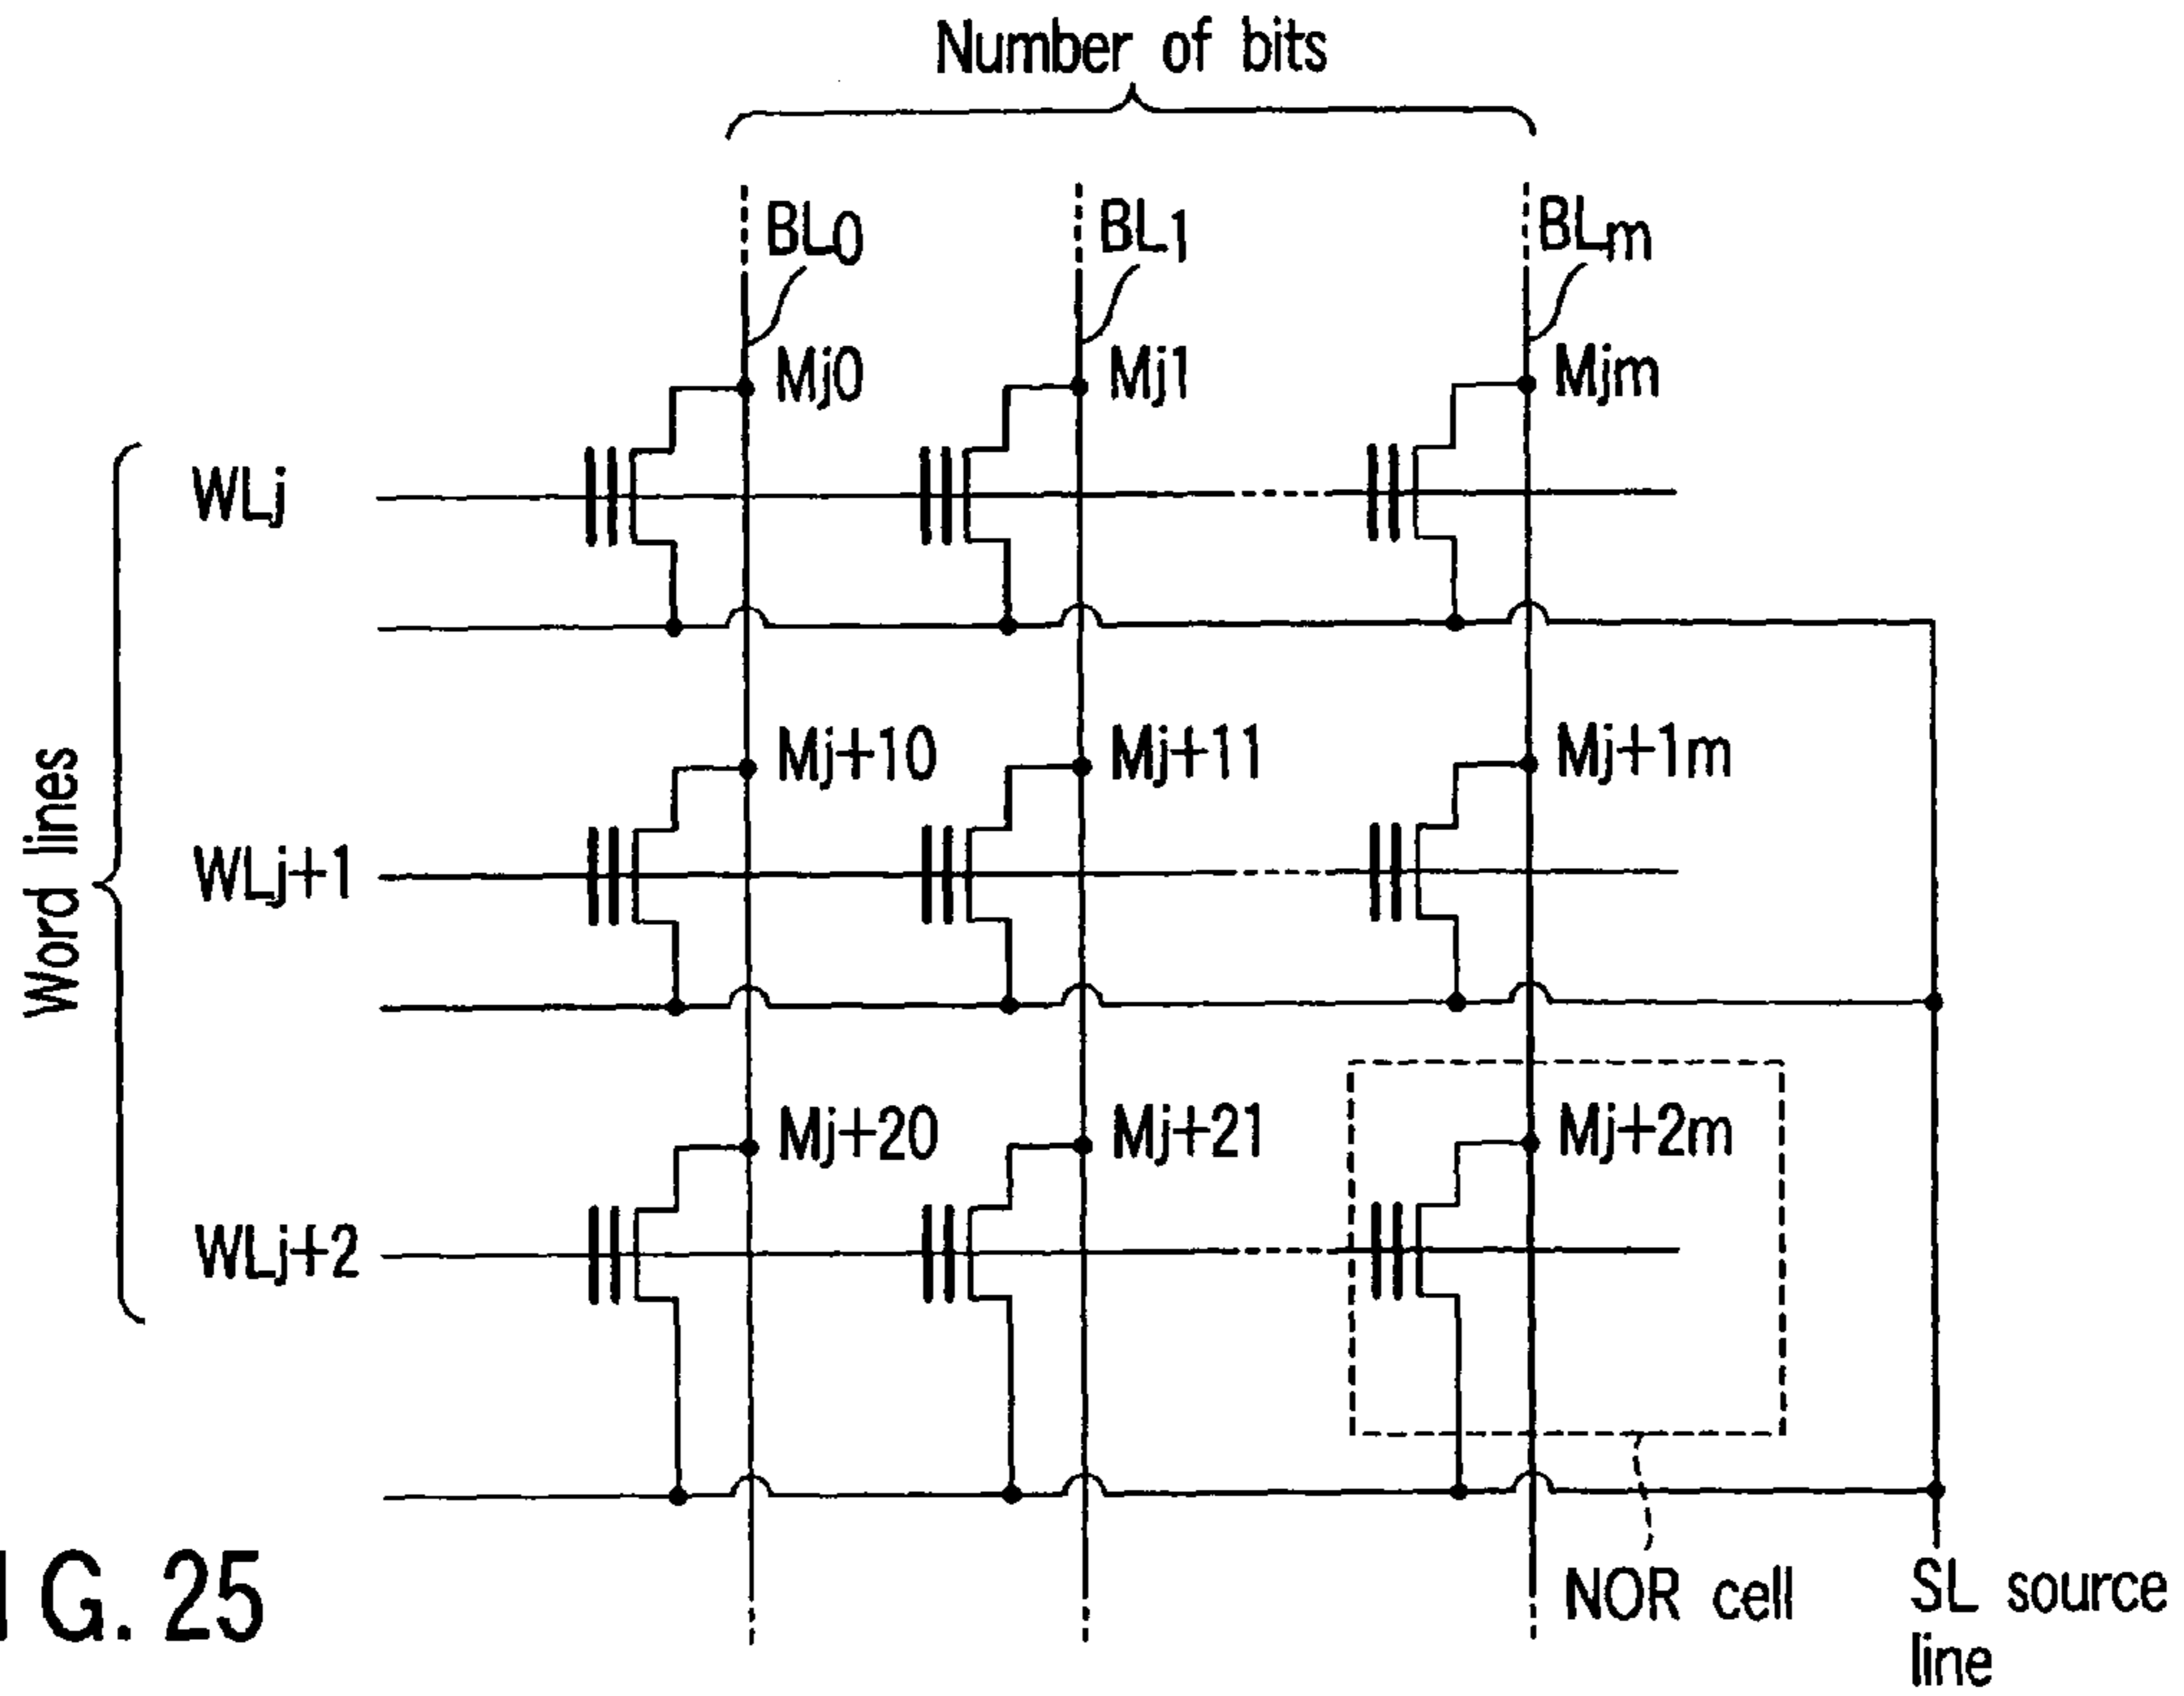 Number of bits
BL0
BL1
BLm
Mj0
Mj1
Mjm
WLj
Word lines
Mj+10
Mj+11
Mj+1m
WLj+1
Mj+20
Mj+21
Mj+2m
WLj+2
NOR cell
SL source
line
IG. 25